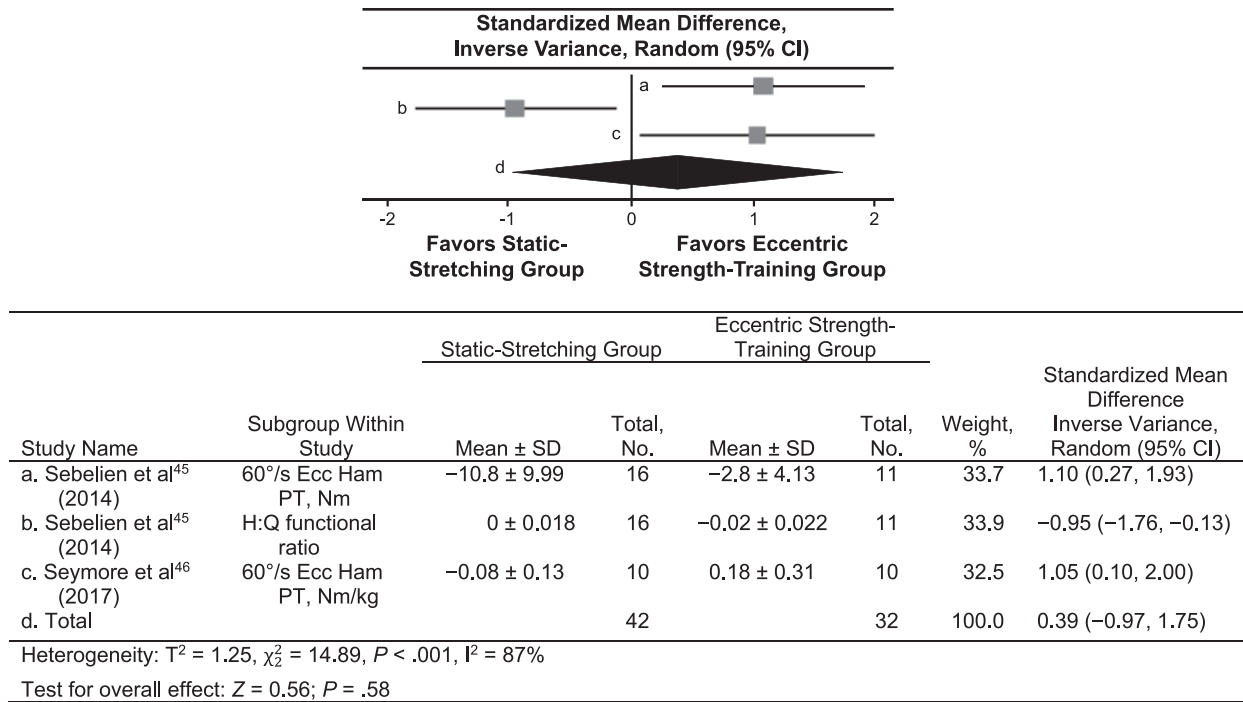 Standardized Mean Difference,
Inverse Variance, Random (95% CI)
a
b
c
d
-2 -1 0 1 2
Favors Static-
Stretching Group
Favors Eccentric
Strength-Training Group
Static-Stretching Group
Eccentric Strength-
Training Group
Study Name
Subgroup Within
Study
Mean ± SD
Total,
No.
Mean ± SD
Total,
No.
Weight,
%
Standardized Mean
Difference
Inverse Variance,
Random (95% CI)
a. Sebelien et al⁴⁵ 60°/s Ecc Ham −10.8 ± 9.99 16 −2.8 ± 4.13 11 33.7 1.10 (0.27, 1.93)
(2014) PT, Nm
b. Sebelien et al⁴⁵ H:Q functional 0 ± 0.018 16 −0.02 ± 0.022 11 33.9 −0.95 (−1.76, −0.13)
(2014) ratio
c. Seymore et al⁴⁶ 60°/s Ecc Ham −0.08 ± 0.13 10 0.18 ± 0.31 10 32.5 1.05 (0.10, 2.00)
(2017) PT, Nm/kg
d. Total 42 32 100.0 0.39 (−0.97, 1.75)
Heterogeneity: T² = 1.25, χ²₂ = 14.89, P < .001, I² = 87%
Test for overall effect: Z = 0.56; P = .58